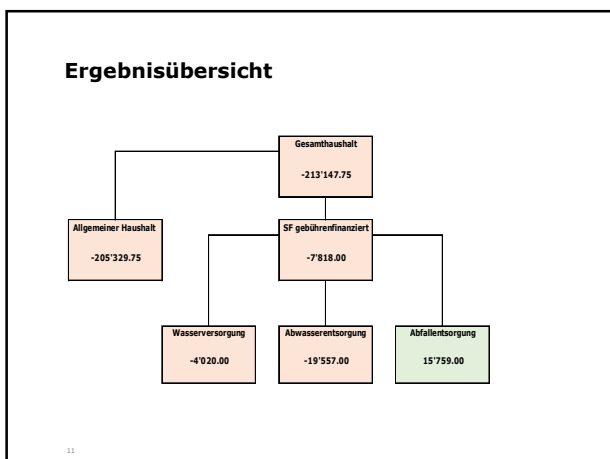 Ergebnisübersicht
Gesamthaushalt
-213'147.75
Allgemeiner Haushalt
-205'329.75
SF gebührenfinanziert
-7'818.00
Wasserversorgung
-4'020.00
Abwasserentsorgung
-19'557.00
Abfallentsorgung
15'759.00
11